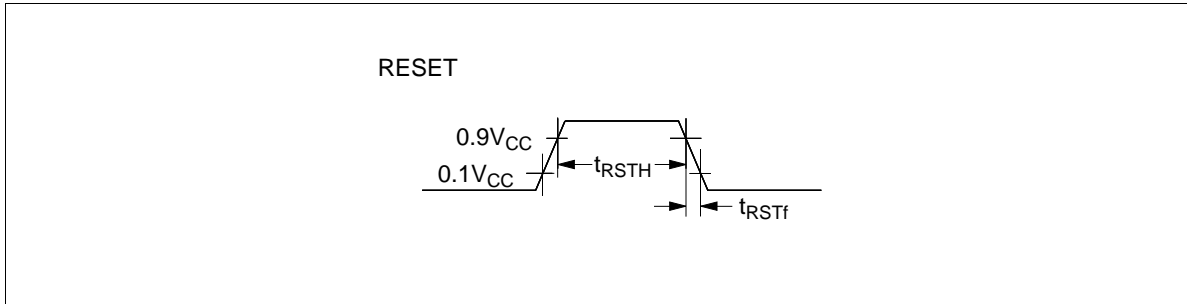 RESET
0.9VCC
tRSTH
0.1VCC
tRSTf